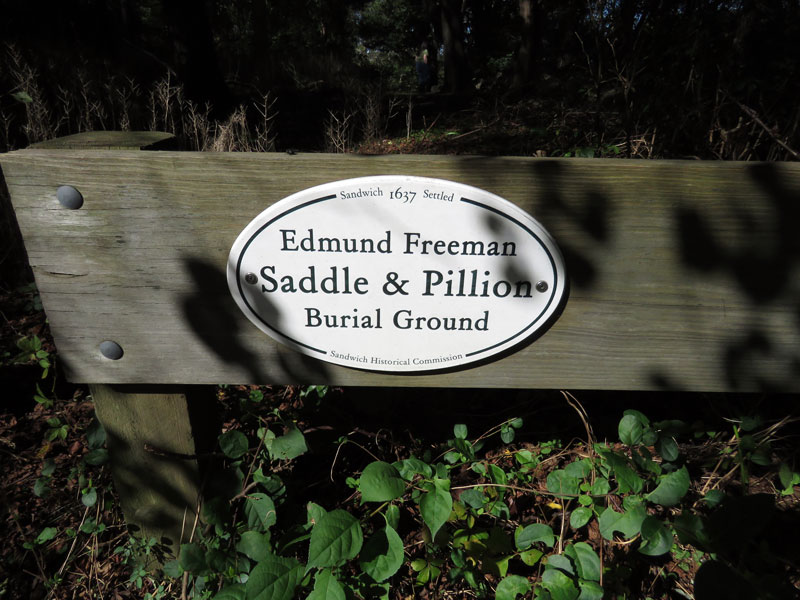 Sandwich 1637 Settled
Edmund Freeman
Saddle & Pillion
Burial Ground
Sandwich Historical Commission